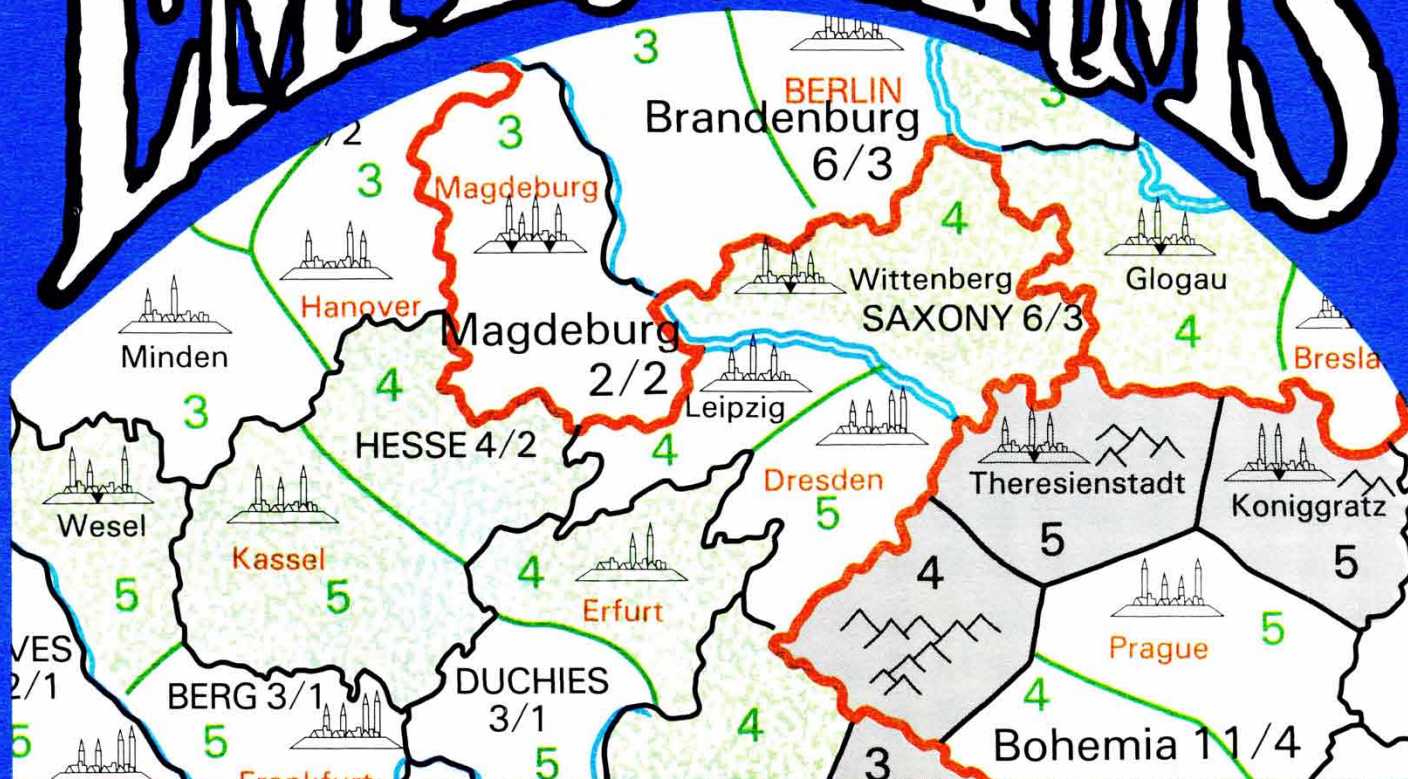 3
BERLIN
Brandenburg
6/3
3
/2
3
3
Magdeburg
4
Wittenberg
SAXONY 6/3
Glogau
4
Hanover
Minden
3
Magdeburg
2/2
Leipzig
4
4
HESSE 4/2
Dresden
5
Theresienstadt
5
Koniggratz
5
Wesel
5
Kassel
5
4
Erfurt
4
Prague
5
VES
2/1
5
BERG 3/1
5
DUCHIES
3/1
5
4
4
Bohemia 11/4
3